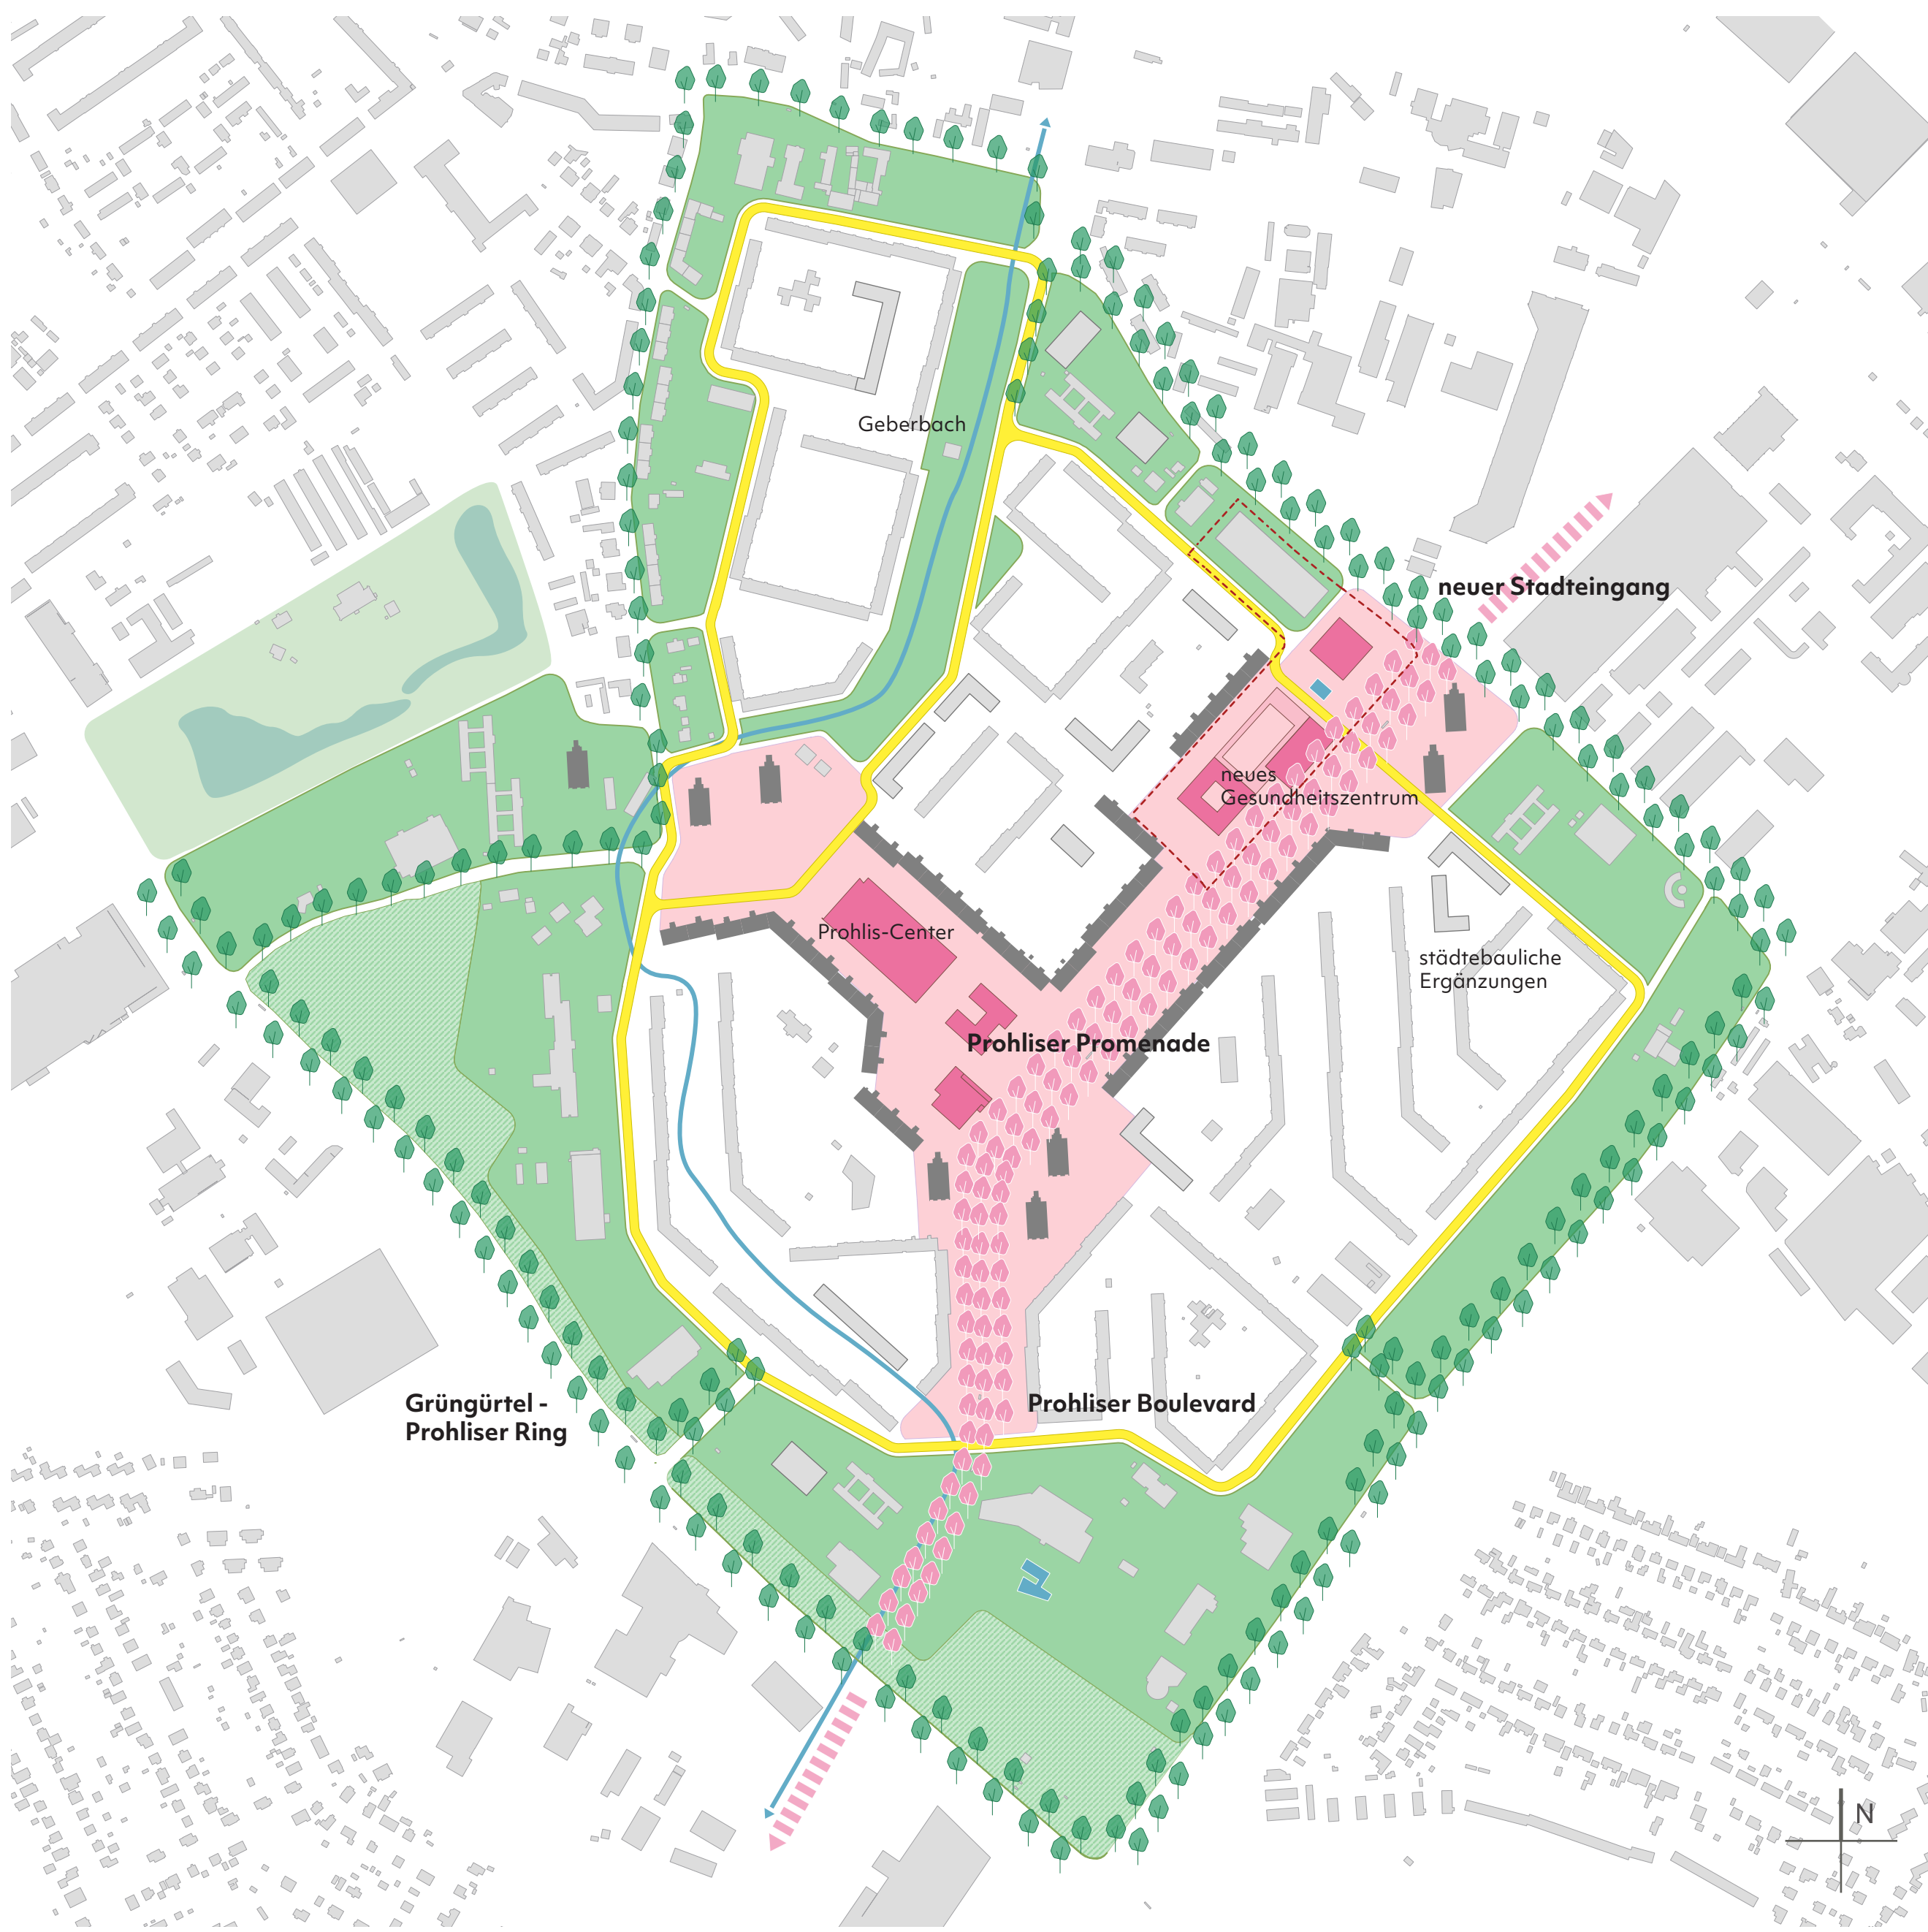 Geberbach
neuer Stadteingang
neues
Gesundheitszentrum
Prohlis-Center
städtebauliche
Ergänzungen
Prohliser Promenade
Grüngürtel -
Prohliser Ring
Prohliser Boulevard
N